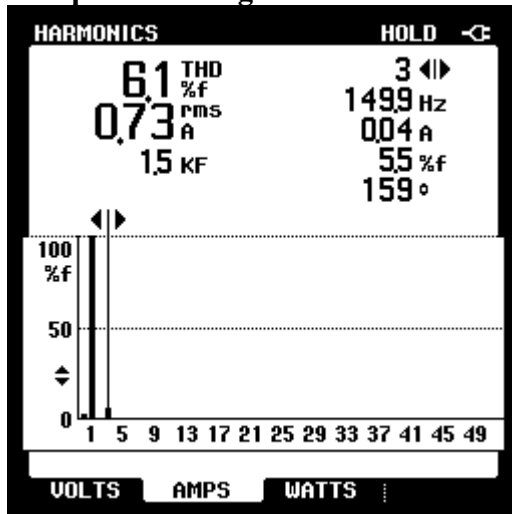 HARMONICS HOLD
6.1 THD %f
0.73 rms A
1.5 KF
3
149.9 Hz
0.04 A
5.5 %f
159 °
100
%f
50
0
1 5 9 13 17 21 25 29 33 37 41 45 49
VOLTS AMPS WATTS